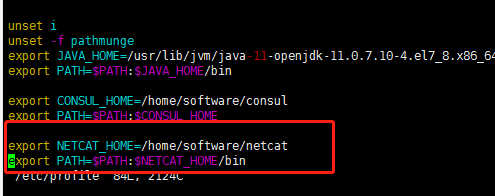 unset i
unset -f pathmunge
export JAVA_HOME=/usr/lib/jvm/java-11-openjdk-11.0.7.10-4.el7_8.x86_64
export PATH=$PATH:$JAVA_HOME/bin
export CONSUL_HOME=/home/software/consul
export PATH=$PATH:$CONSUL_HOME
export NETCAT_HOME=/home/software/netcat
export PATH=$PATH:$NETCAT_HOME/bin
"/etc/profile" 84L, 2124C